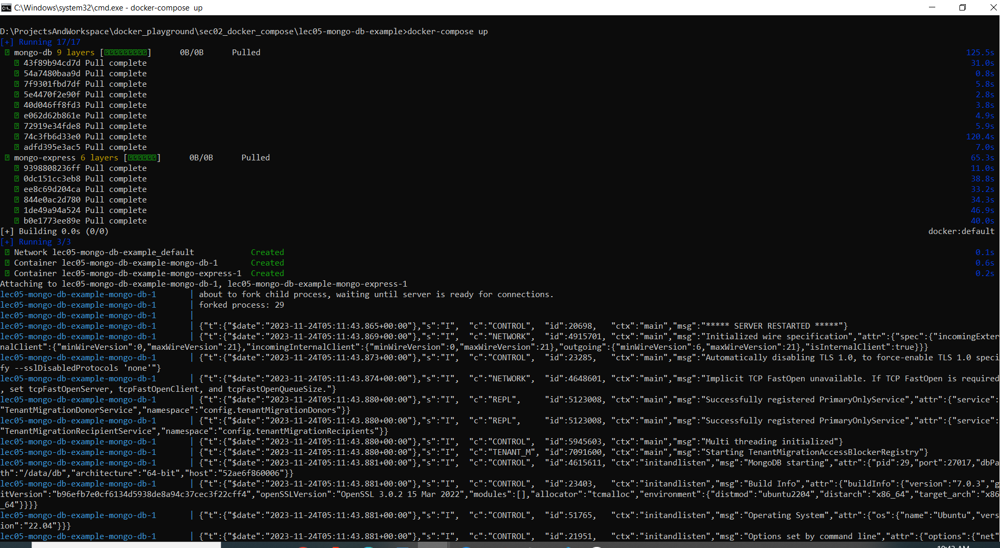 C:\Windows\system32\cmd.exe - docker-compose  up
D:\ProjectsAndWorkspace\docker_playground\sec02_docker_compose\lec05-mongo-db-example>docker-compose up
[+] Running 17/17
mongo-db 9 layers [⍰⍰⍰⍰⍰⍰⍰⍰⍰]      0B/0B      Pulled      125.5s
43f89b94cd7d Pull complete      31.0s
54a7480baa9d Pull complete      0.8s
7f9301fbd7df Pull complete      5.8s
5e4470f2e90f Pull complete      2.8s
40d046ff8fd3 Pull complete      3.8s
e062d62b861e Pull complete      4.9s
72919e34fde8 Pull complete      5.9s
74c3fb6d33e0 Pull complete      120.4s
adfd395e3ac5 Pull complete      7.0s
mongo-express 6 layers [⍰⍰⍰⍰⍰⍰]      0B/0B      Pulled      65.3s
9398808236ff Pull complete      11.0s
0dc151cc3eb8 Pull complete      38.8s
ee8c69d204ca Pull complete      33.2s
844e0ac2d780 Pull complete      34.3s
1de49a94a524 Pull complete      46.9s
b0e1773ee89e Pull complete      40.0s
[+] Building 0.0s (0/0)      docker:default
[+] Running 3/3
Network lec05-mongo-db-example_default            Created      0.1s
Container lec05-mongo-db-example-mongo-db-1       Created      0.6s
Container lec05-mongo-db-example-mongo-express-1  Created      0.2s
Attaching to lec05-mongo-db-example-mongo-db-1, lec05-mongo-db-example-mongo-express-1
lec05-mongo-db-example-mongo-db-1       | about to fork child process, waiting until server is ready for connections.
lec05-mongo-db-example-mongo-db-1       | forked process: 29
lec05-mongo-db-example-mongo-db-1       |
lec05-mongo-db-example-mongo-db-1       | {"t":{"$date":"2023-11-24T05:11:43.865+00:00"},"s":"I",  "c":"CONTROL",  "id":20698,   "ctx":"main","msg":"***** SERVER RESTARTED *****"}
lec05-mongo-db-example-mongo-db-1       | {"t":{"$date":"2023-11-24T05:11:43.869+00:00"},"s":"I",  "c":"NETWORK",  "id":4915701, "ctx":"main","msg":"Initialized wire specification","attr":{"spec":{"incomingExter
nalClient":{"minWireVersion":0,"maxWireVersion":21},"incomingInternalClient":{"minWireVersion":0,"maxWireVersion":21},"outgoing":{"minWireVersion":6,"maxWireVersion":21},"isInternalClient":true}}}
lec05-mongo-db-example-mongo-db-1       | {"t":{"$date":"2023-11-24T05:11:43.873+00:00"},"s":"I",  "c":"CONTROL",  "id":23285,   "ctx":"main","msg":"Automatically disabling TLS 1.0, to force-enable TLS 1.0 speci
fy --sslDisabledProtocols 'none'"}
lec05-mongo-db-example-mongo-db-1       | {"t":{"$date":"2023-11-24T05:11:43.874+00:00"},"s":"I",  "c":"NETWORK",  "id":4648601, "ctx":"main","msg":"Implicit TCP FastOpen unavailable. If TCP FastOpen is required
, set tcpFastOpenServer, tcpFastOpenClient, and tcpFastOpenQueueSize."}
lec05-mongo-db-example-mongo-db-1       | {"t":{"$date":"2023-11-24T05:11:43.880+00:00"},"s":"I",  "c":"REPL",     "id":5123008, "ctx":"main","msg":"Successfully registered PrimaryOnlyService","attr":{"service":
"TenantMigrationDonorService","namespace":"config.tenantMigrationDonors"}}
lec05-mongo-db-example-mongo-db-1       | {"t":{"$date":"2023-11-24T05:11:43.880+00:00"},"s":"I",  "c":"REPL",     "id":5123008, "ctx":"main","msg":"Successfully registered PrimaryOnlyService","attr":{"service":
"TenantMigrationRecipientService","namespace":"config.tenantMigrationRecipients"}}
lec05-mongo-db-example-mongo-db-1       | {"t":{"$date":"2023-11-24T05:11:43.880+00:00"},"s":"I",  "c":"CONTROL",  "id":5945603, "ctx":"main","msg":"Multi threading initialized"}
lec05-mongo-db-example-mongo-db-1       | {"t":{"$date":"2023-11-24T05:11:43.880+00:00"},"s":"I",  "c":"TENANT_M", "id":7091600, "ctx":"main","msg":"Starting TenantMigrationAccessBlockerRegistry"}
lec05-mongo-db-example-mongo-db-1       | {"t":{"$date":"2023-11-24T05:11:43.881+00:00"},"s":"I",  "c":"CONTROL",  "id":4615611, "ctx":"initandlisten","msg":"MongoDB starting","attr":{"pid":29,"port":27017,"dbPa
th":"/data/db","architecture":"64-bit","host":"52ae6f860006"}}
lec05-mongo-db-example-mongo-db-1       | {"t":{"$date":"2023-11-24T05:11:43.881+00:00"},"s":"I",  "c":"CONTROL",  "id":23403,   "ctx":"initandlisten","msg":"Build Info","attr":{"buildInfo":{"version":"7.0.3","g
itVersion":"b96efb7e0cf6134d5938de8a94c37cec3f22cff4","openSSLVersion":"OpenSSL 3.0.2 15 Mar 2022","modules":[],"allocator":"tcmalloc","environment":{"distmod":"ubuntu2204","distarch":"x86_64","target_arch":"x86
_64"}}}}
lec05-mongo-db-example-mongo-db-1       | {"t":{"$date":"2023-11-24T05:11:43.881+00:00"},"s":"I",  "c":"CONTROL",  "id":51765,   "ctx":"initandlisten","msg":"Operating System","attr":{"os":{"name":"Ubuntu","vers
ion":"22.04"}}}
lec05-mongo-db-example-mongo-db-1       | {"t":{"$date":"2023-11-24T05:11:43.881+00:00"},"s":"I",  "c":"CONTROL",  "id":21951,   "ctx":"initandlisten","msg":"Options set by command line","attr":{"options":{"net"